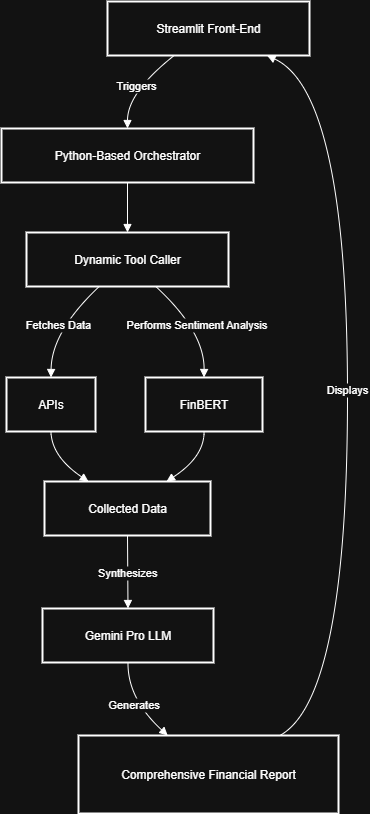 Streamlit Front-End
Triggers
Python-Based Orchestrator
Dynamic Tool Caller
Fetches Data
Performs Sentiment Analysis
APIs
FinBERT
Displays
Collected Data
Synthesizes
Gemini Pro LLM
Generates
Comprehensive Financial Report